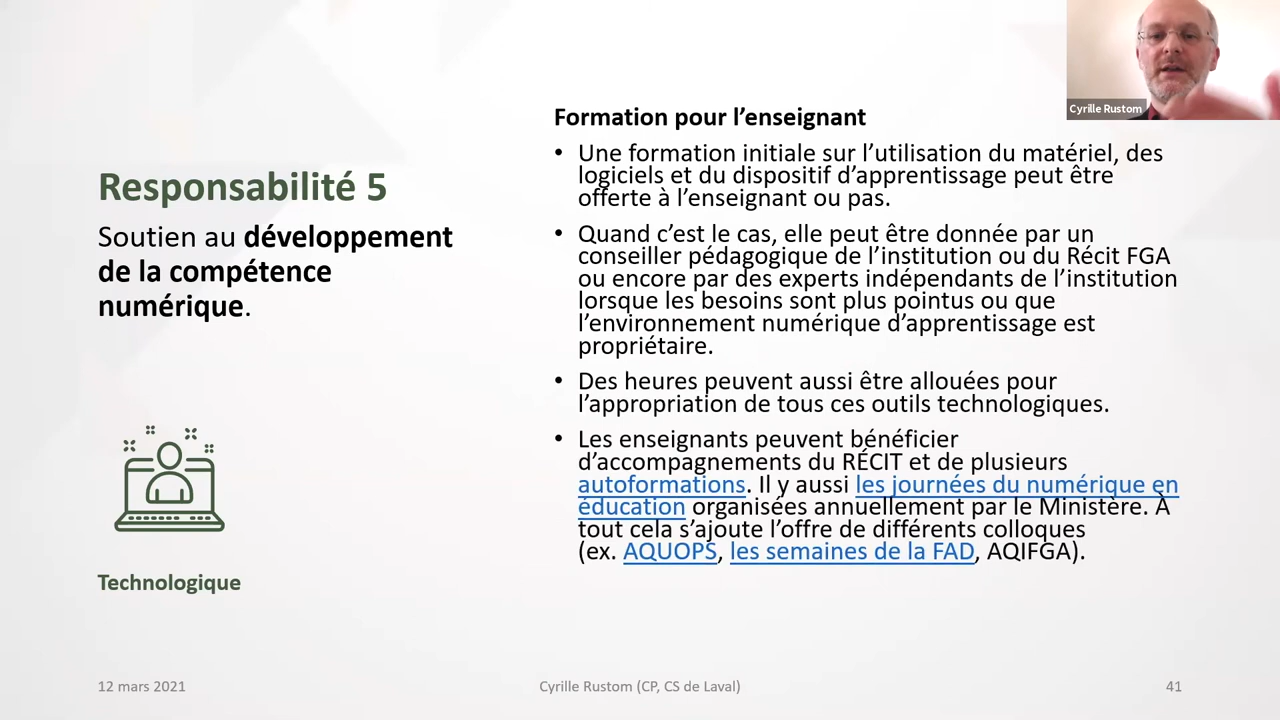 Cyrille Rustom
Responsabilité 5
Soutien au développement
de la compétence
numérique.
Technologique
Formation pour l’enseignant
• Une formation initiale sur l’utilisation du matériel, des
logiciels et du dispositif d’apprentissage peut être
offerte à l’enseignant ou pas.
• Quand c’est le cas, elle peut être donnée par un
conseiller pédagogique de l’institution ou du Récit FGA
ou encore par des experts indépendants de l’institution
lorsque les besoins sont plus pointus ou que
l’environnement numérique d’apprentissage est
propriétaire.
• Des heures peuvent aussi être allouées pour
l’appropriation de tous ces outils technologiques.
• Les enseignants peuvent bénéficier
d’accompagnements du RÉCIT et de plusieurs
autoformations. Il y aussi les journées du numérique en
éducation organisées annuellement par le Ministère. À
tout cela s’ajoute l’offre de différents colloques
(ex. AQUOPS, les semaines de la FAD, AQIFGA).
12 mars 2021
Cyrille Rustom (CP, CS de Laval)
41